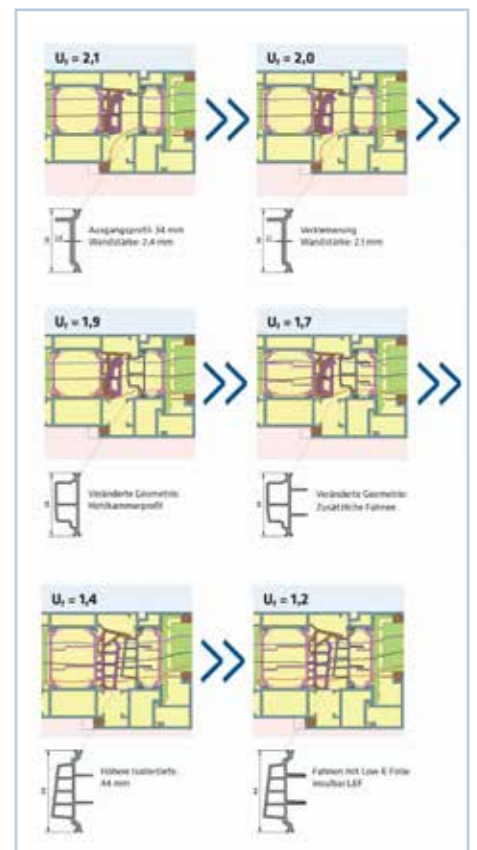 Uf = 2,1
Uf = 2,0
Ausgangsprofil: 34 mm
Wandstärke: 2,4 mm
Verkleinerung
Wandstärke: 2,1 mm
Uf = 1,9
Uf = 1,7
Veränderte Geometrie:
Hohlkammerprofil
Veränderte Geometrie:
Zusätzliche Fahnen
Uf = 1,4
Uf = 1,2
Höhere Isoliertiefe:
44 mm
Fahnen mit Low-E Folie
insulbar LEF